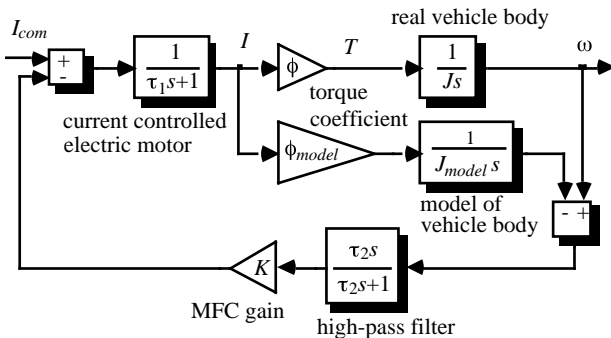 real vehicle body
I_com
+
-
1
τ₁s+1
I
ϕ
T
1
Js
ω
current controlled
electric motor
torque
coefficient
ϕ_model
1
J_model s
model of
vehicle body
- +
K
τ₂s
τ₂s+1
MFC gain
high-pass filter